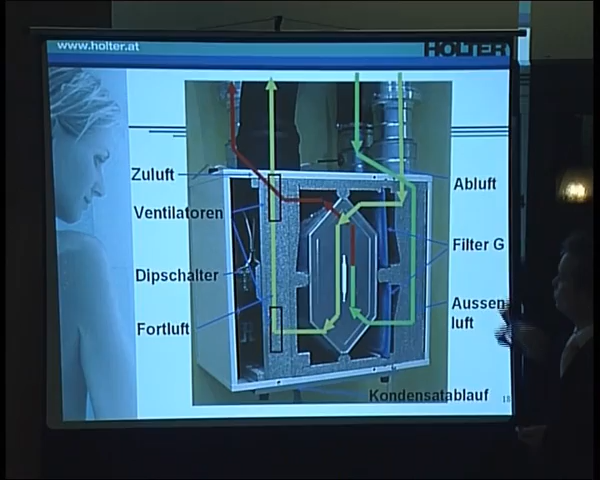 www.holter.at
HOLTER
Zuluft
Abluft
Ventilatoren
Filter G
Dipschalter
Aussen
luft
Fortluft
Kondensatablauf
18